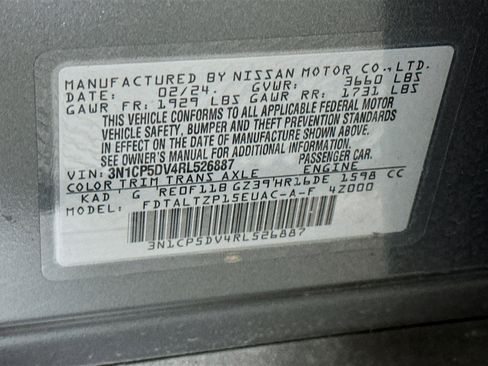 MANUFACTURED BY NISSAN MOTOR CO.,LTD.
DATE: 02/24. GVWR: 3660 LBS
GAWR FR: 1929 LBS GAWR RR: 1731 LBS
THIS VEHICLE CONFORMS TO ALL APPLICABLE FEDERAL MOTOR
VEHICLE SAFETY, BUMPER AND THEFT PREVENTION STANDARDS
IN EFFECT ON THE DATE OF MANUFACTURE SHOWN ABOVE.
SEE OWNER'S MANUAL FOR ADDITIONAL INFORMATION
VIN: 3N1CP5DV4RL526887 PASSENGER CAR.
COLOR TRIM TRANS AXLE ENGINE
KAD G RE0F11B GZ39 HR16DE 1598 CC
MODEL: FDTALTZP15EUAC-A-F 4Z000
3N1CP5DV4RL526887